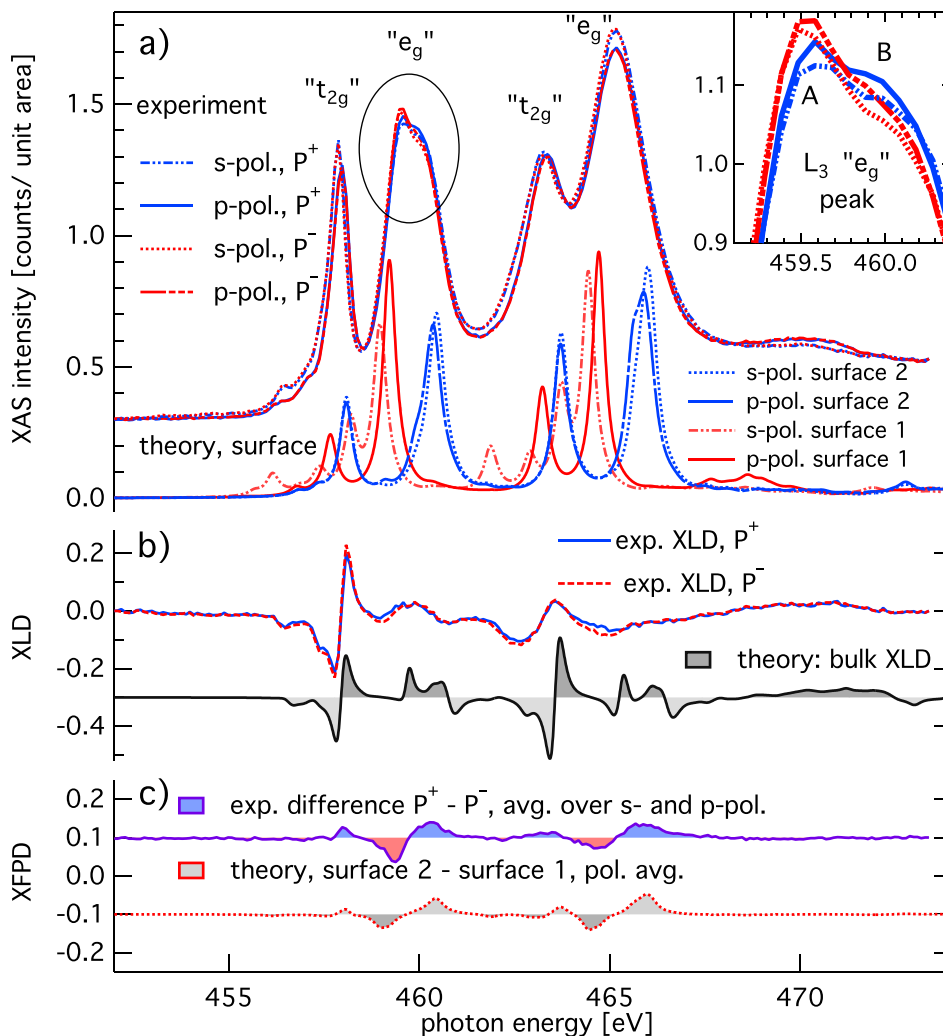 a)
"t2g"
"eg"
"t2g"
"eg"
experiment
s-pol., P+
p-pol., P+
s-pol., P-
p-pol., P-
theory, surface
s-pol. surface 2
p-pol. surface 2
s-pol. surface 1
p-pol. surface 1
XAS intensity [counts/ unit area]
1.5
1.0
0.5
0.0
A
B
L3 "eg"
peak
1.1
1.0
0.9
459.5
460.0
b)
exp. XLD, P+
exp. XLD, P-
theory: bulk XLD
XLD
0.2
0.0
-0.2
-0.4
c)
exp. difference P+ - P-, avg. over s- and p-pol.
theory, surface 2 - surface 1, pol. avg.
XFPD
0.2
0.1
0.0
-0.1
-0.2
455
460
465
470
photon energy [eV]